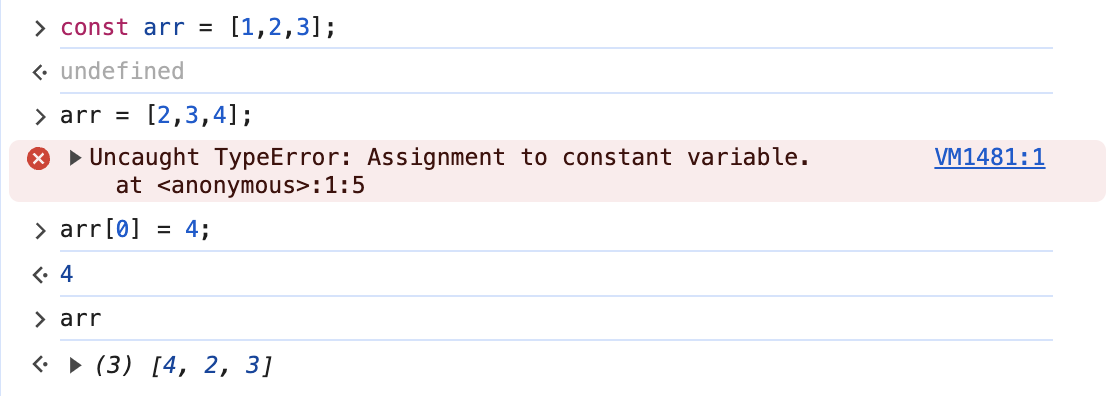 const arr = [1,2,3];
undefined
arr = [2,3,4];
Uncaught TypeError: Assignment to constant variable. VM1481:1
at <anonymous>:1:5
arr[0] = 4;
4
arr
(3) [4, 2, 3]